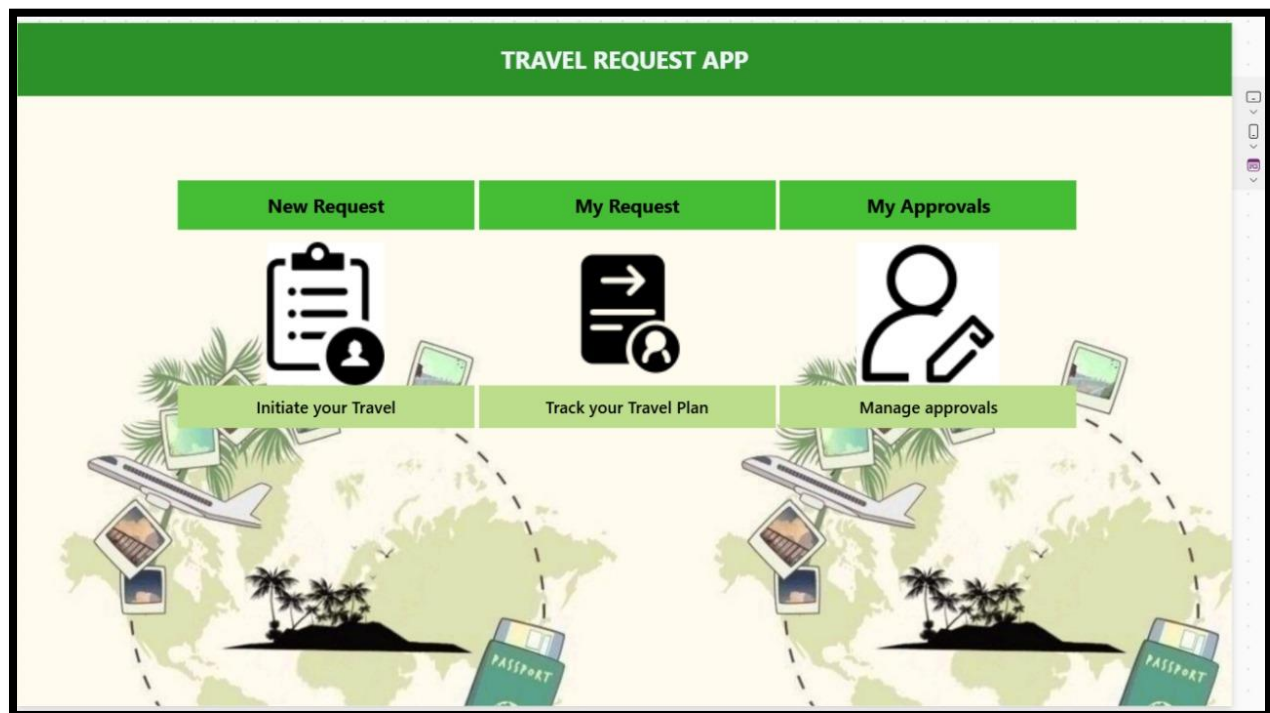 TRAVEL REQUEST APP
New Request
My Request
My Approvals
Initiate your Travel
Track your Travel Plan
Manage approvals
PASSPORT
PASSPORT